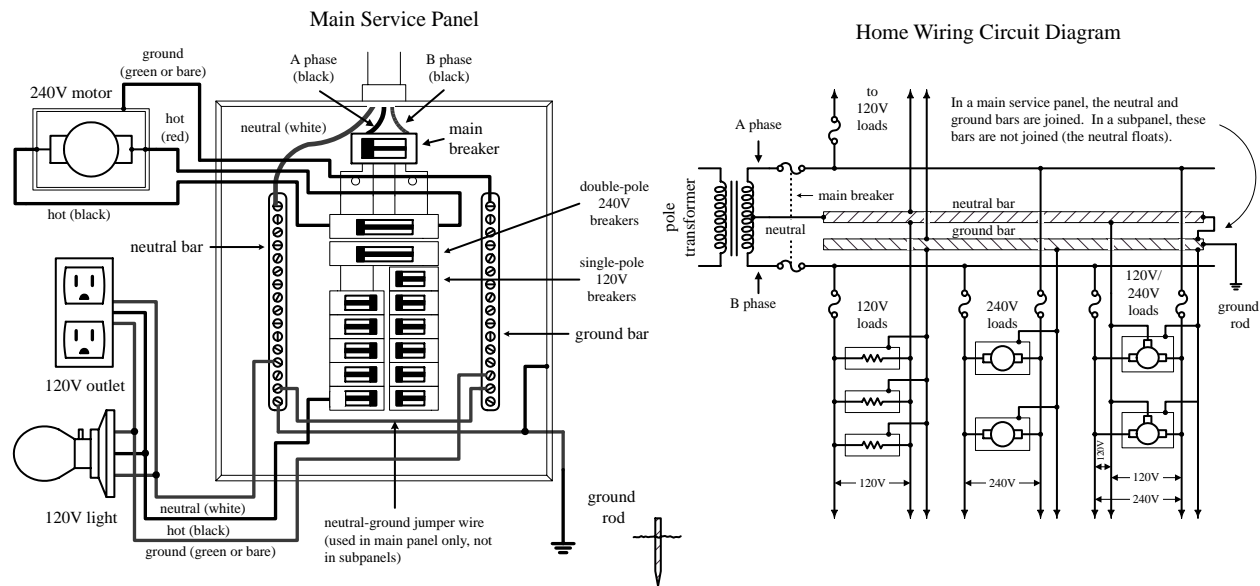 Main Service Panel
ground
(green or bare)
A phase
(black)
B phase
(black)
240V motor
hot
(red)
neutral (white)
main
breaker
hot (black)
double-pole
240V
breakers
neutral bar
single-pole
120V
breakers
ground bar
120V outlet
120V light
neutral (white)
hot (black)
ground (green or bare)
neutral-ground jumper wire
(used in main panel only, not
in subpanels)
ground
rod
Home Wiring Circuit Diagram
to
120V
loads
In a main service panel, the neutral and
ground bars are joined. In a subpanel, these
bars are not joined (the neutral floats).
A phase
main breaker
pole
transformer
neutral
neutral bar
ground bar
B phase
120V
loads
240V
loads
120V/
240V
loads
ground
rod
120V
120V
240V
120V
240V